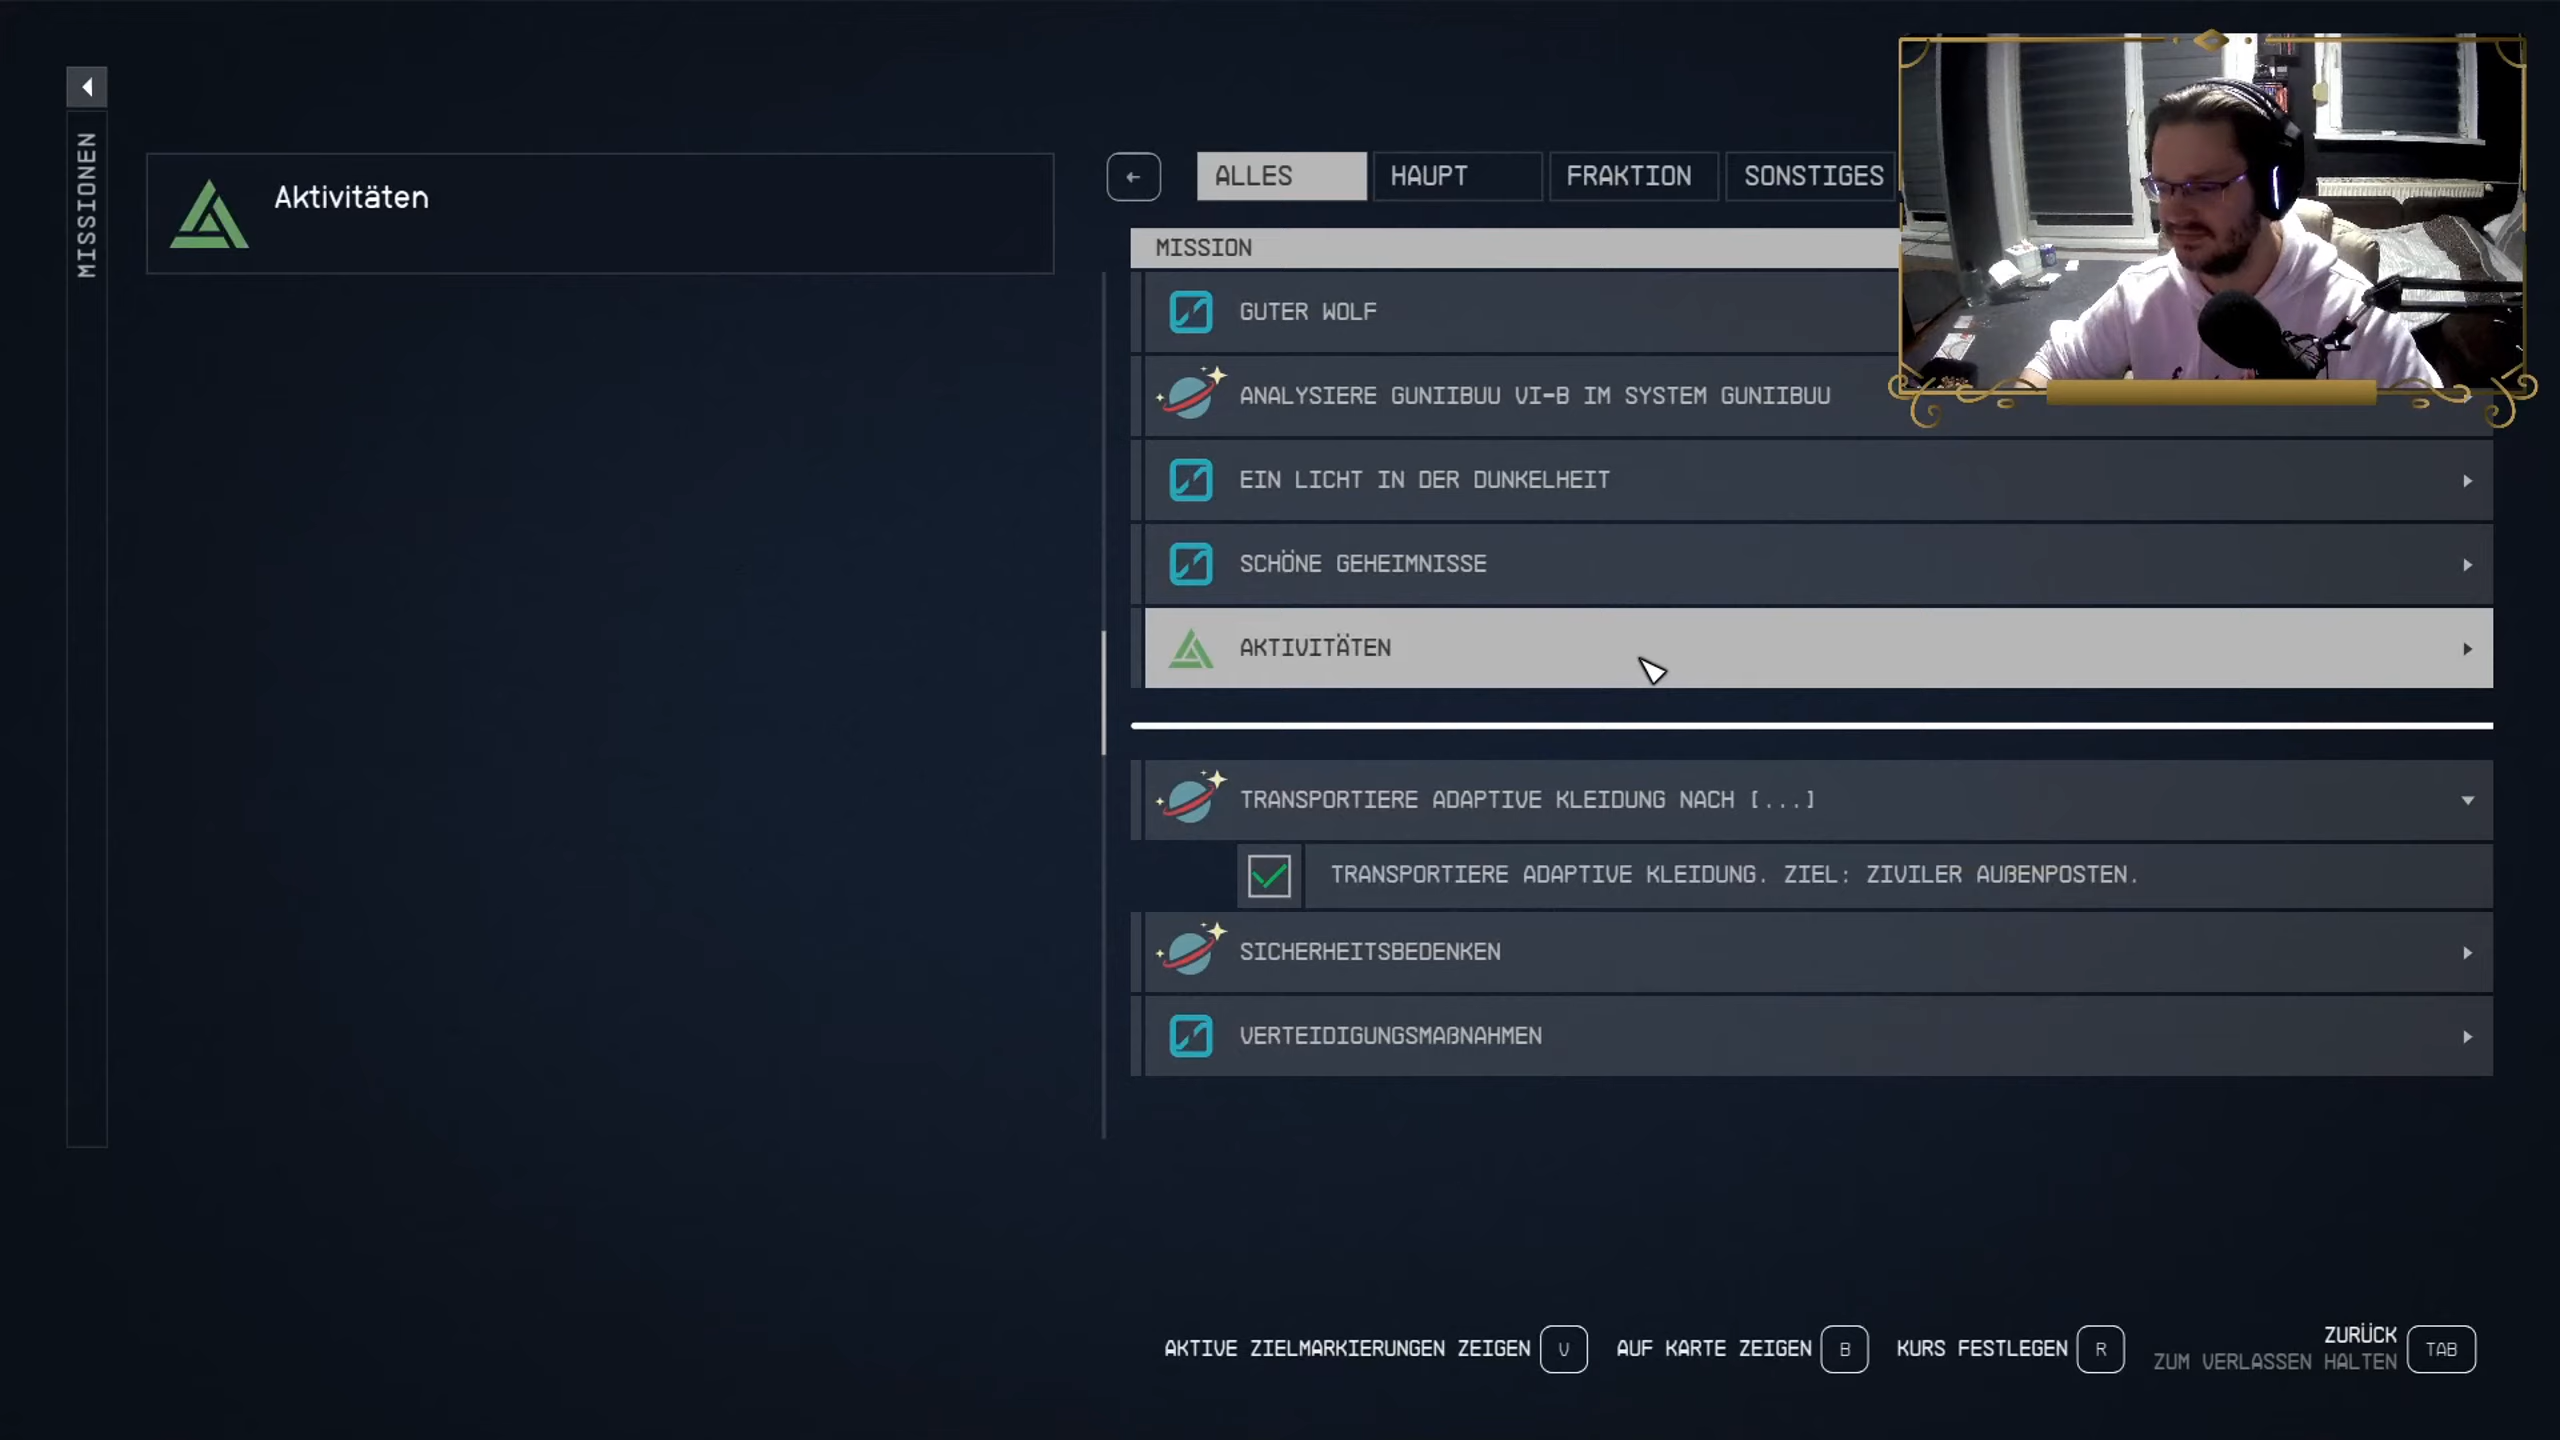 MISSIONEN
Aktivitäten
ALLES
HAUPT
FRAKTION
SONSTIGES
MISSION
GUTER WOLF
ANALYSIERE GUNIIBUU VI-B IM SYSTEM GUNIIBUU
EIN LICHT IN DER DUNKELHEIT
SCHÖNE GEHEIMNISSE
AKTIVITÄTEN
TRANSPORTIERE ADAPTIVE KLEIDUNG NACH [...]
TRANSPORTIERE ADAPTIVE KLEIDUNG. ZIEL: ZIVILER AUßENPOSTEN.
SICHERHEITSBEDENKEN
VERTEIDIGUNGSMAßNAHMEN
AKTIVE ZIELMARKIERUNGEN ZEIGEN V
AUF KARTE ZEIGEN B
KURS FESTLEGEN R
ZURÜCK
ZUM VERLASSEN HALTEN
TAB